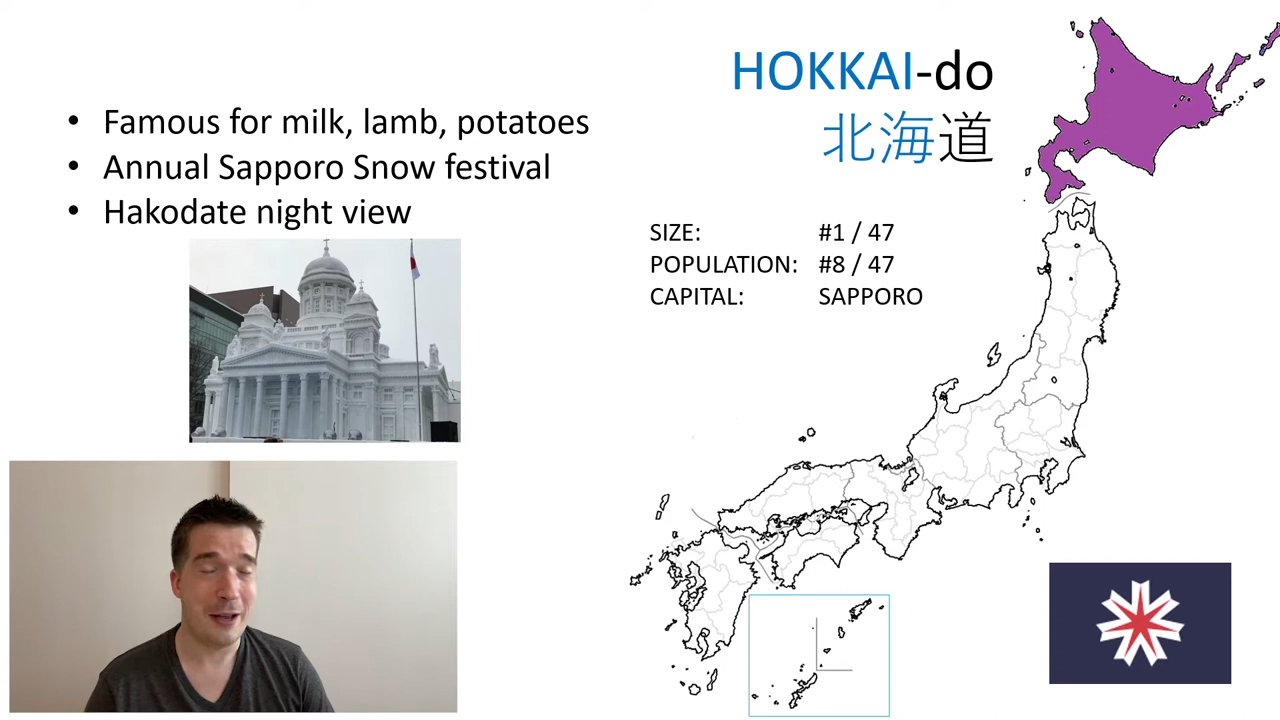 • Famous for milk, lamb, potatoes
• Annual Sapporo Snow festival
• Hakodate night view
HOKKAI-do
北海道
SIZE: #1 / 47
POPULATION: #8 / 47
CAPITAL: SAPPORO